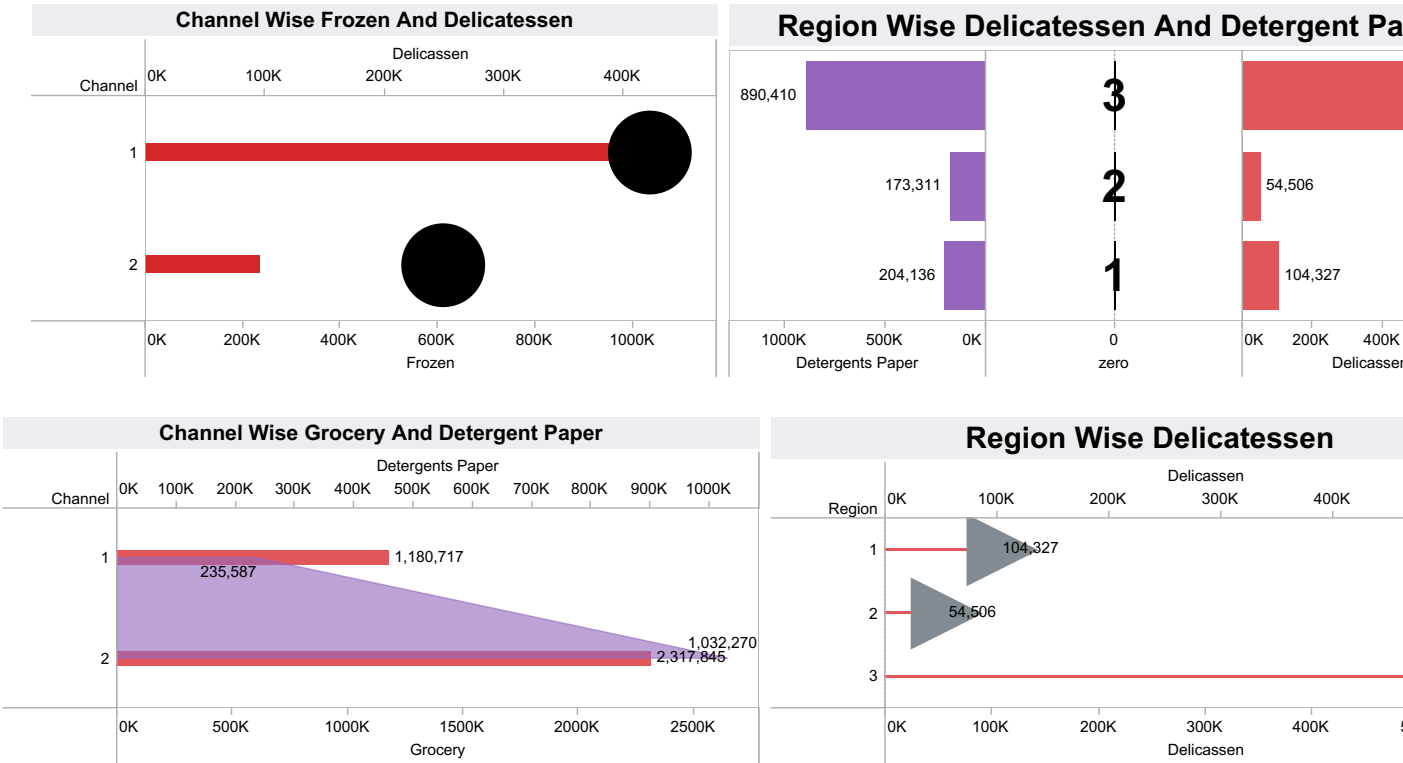 Channel Wise Frozen And Delicatessen
Delicassen
Channel
0K 100K 200K 300K 400K
1
2
0K 200K 400K 600K 800K 1000K
Frozen
Region Wise Delicatessen And Detergent Pa
890,410 3
173,311 2 54,506
204,136 1 104,327
1000K 500K 0K 0 0K 200K 400K
Detergents Paper zero Delicassen
Channel Wise Grocery And Detergent Paper
Detergents Paper
Channel
0K 100K 200K 300K 400K 500K 600K 700K 800K 900K 1000K
1 1,180,717
235,587
1,032,270
2 2,317,845
0K 500K 1000K 1500K 2000K 2500K
Grocery
Region Wise Delicatessen
Delicassen
Region
0K 100K 200K 300K 400K
1 104,327
2 54,506
3
0K 100K 200K 300K 400K
Delicassen